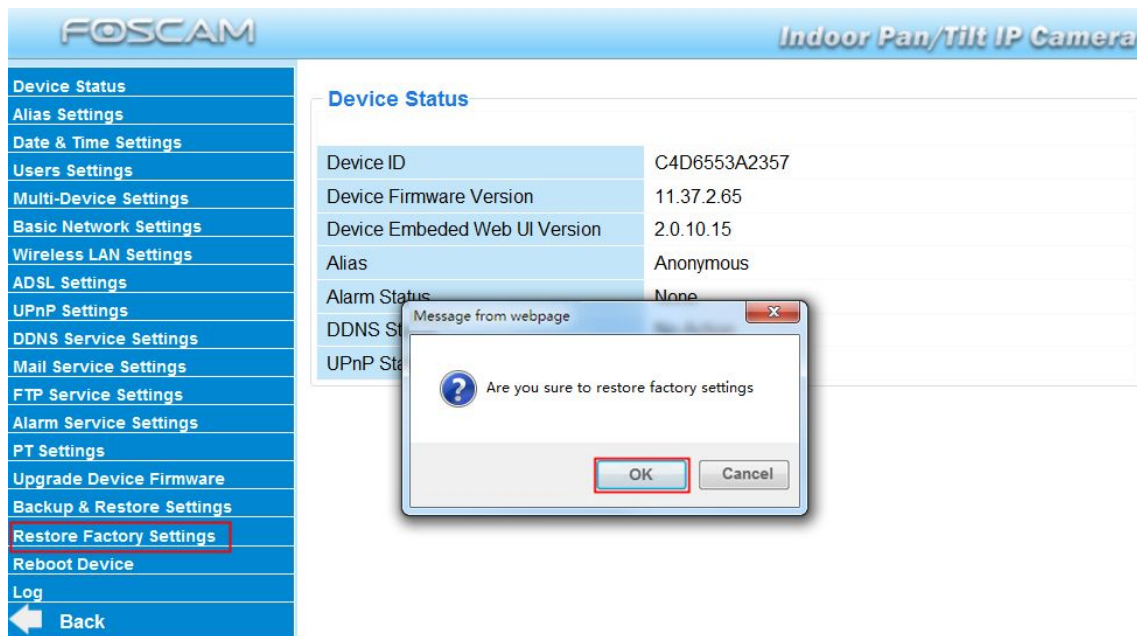 FOSCAM
Indoor Pan/Tilt IP Camera
Device Status
Alias Settings
Date & Time Settings
Users Settings
Multi-Device Settings
Basic Network Settings
Wireless LAN Settings
ADSL Settings
UPnP Settings
DDNS Service Settings
Mail Service Settings
FTP Service Settings
Alarm Service Settings
PT Settings
Upgrade Device Firmware
Backup & Restore Settings
Restore Factory Settings
Reboot Device
Log
Back
Device Status
Device ID C4D6553A2357
Device Firmware Version 11.37.2.65
Device Embeded Web UI Version 2.0.10.15
Alias Anonymous
Alarm Status None
DDNS St
UPnP Sta
Message from webpage
Are you sure to restore factory settings
OK Cancel